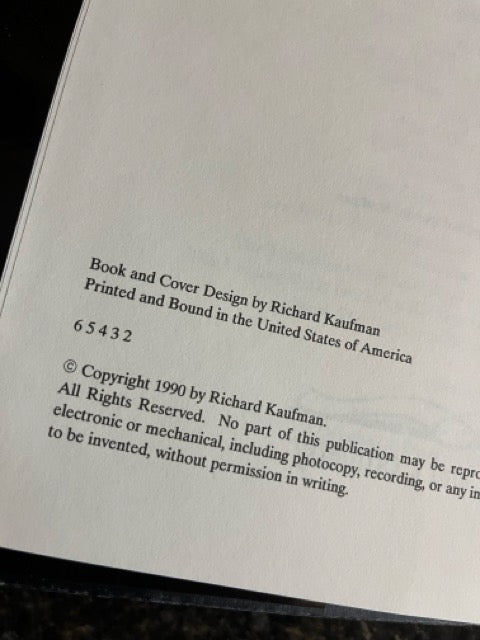 Book and Cover Design by Richard Kaufman
Printed and Bound in the United States of America
6 5 4 3 2
© Copyright 1990 by Richard Kaufman.
All Rights Reserved. No part of this publication may be repro
electronic or mechanical, including photocopy, recording, or any in
to be invented, without permission in writing.